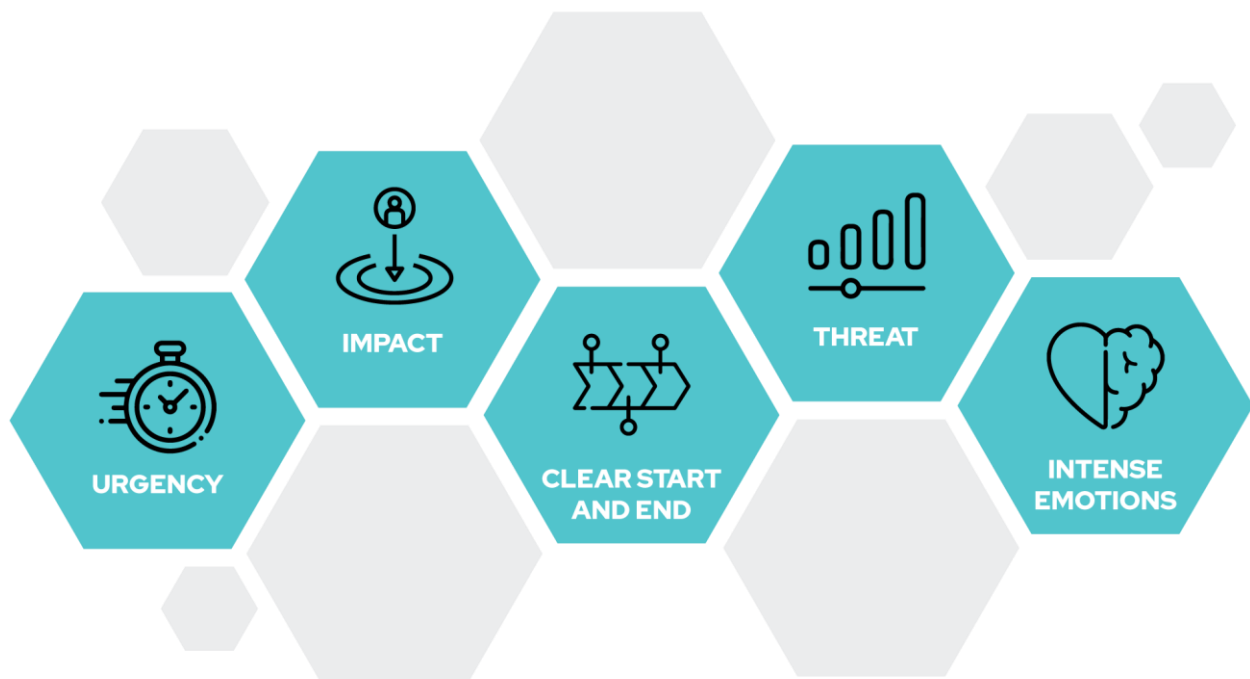 URGENCY
IMPACT
CLEAR START
AND END
THREAT
INTENSE
EMOTIONS